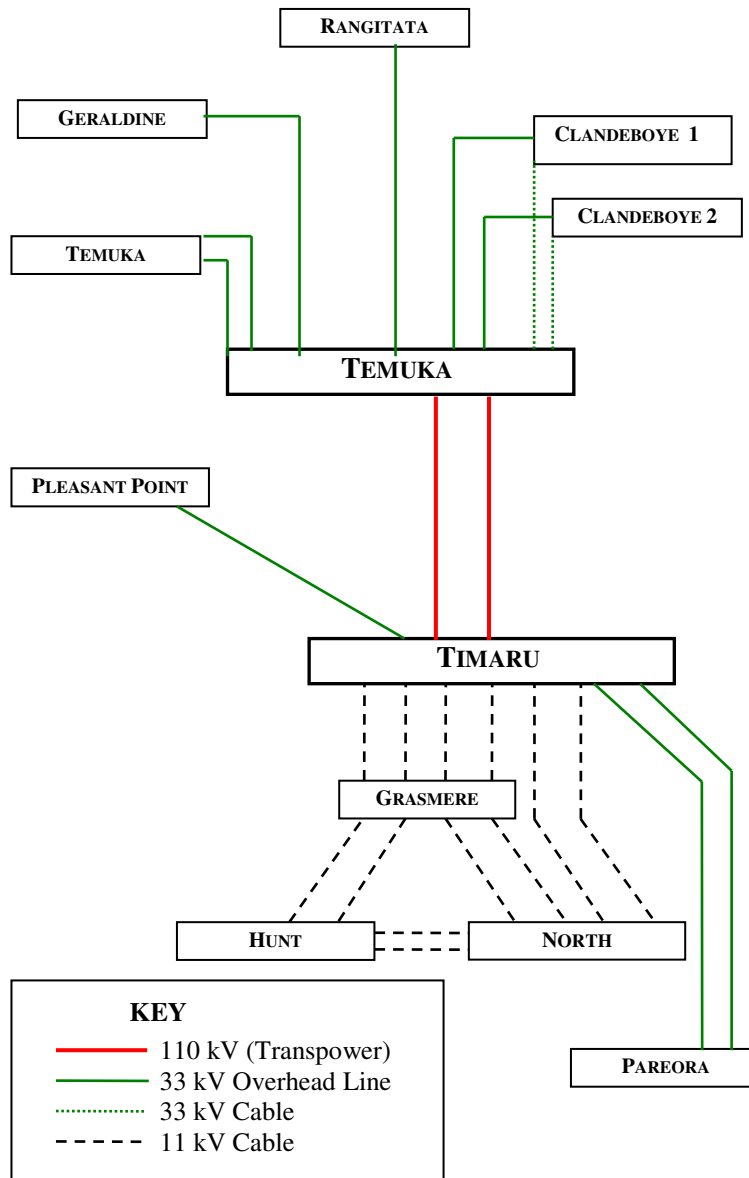 RANGITATA
GERALDINE
CLANDEBOYE 1
CLANDEBOYE 2
TEMUKA
TEMUKA
PLEASANT POINT
TIMARU
GRASMERE
HUNT
NORTH
PAREORA
KEY
110 kV (Transpower)
33 kV Overhead Line
33 kV Cable
11 kV Cable